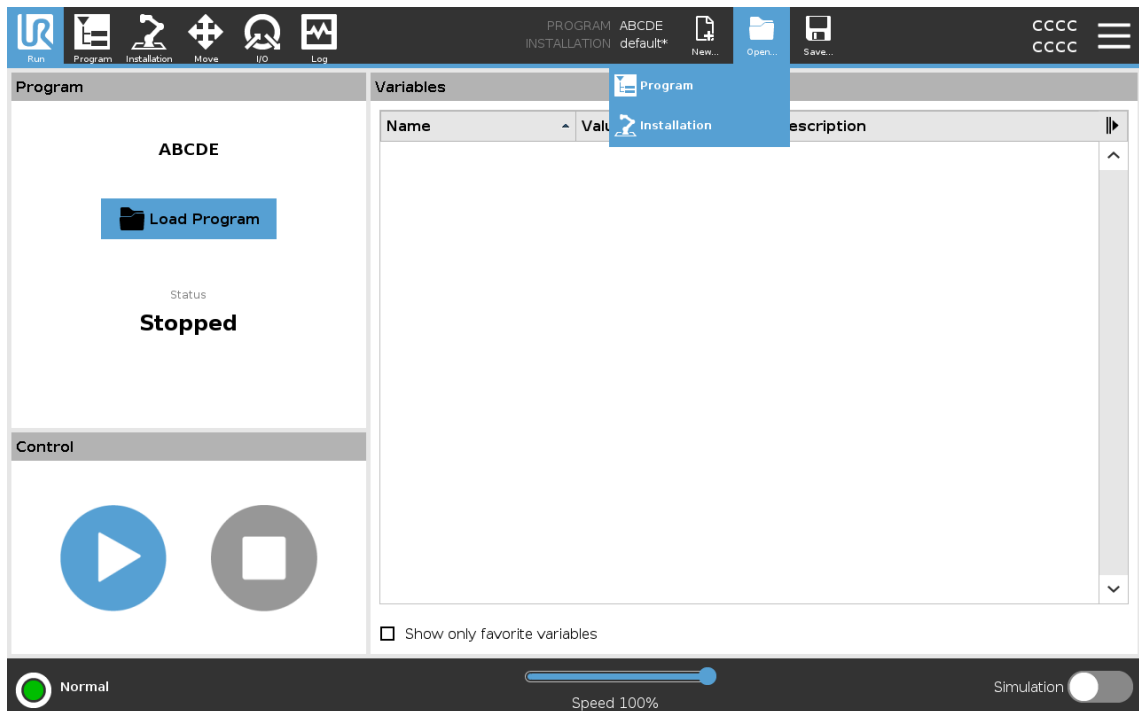 PROGRAM ABCDE
INSTALLATION default*
CCCC
CCCC
Run Program Installation Move I/O Log New... Open... Save...
Program
Installation
Program
ABCDE
Load Program
Status
Stopped
Control
Variables
Name Valu escription
Show only favorite variables
Normal
Speed 100%
Simulation